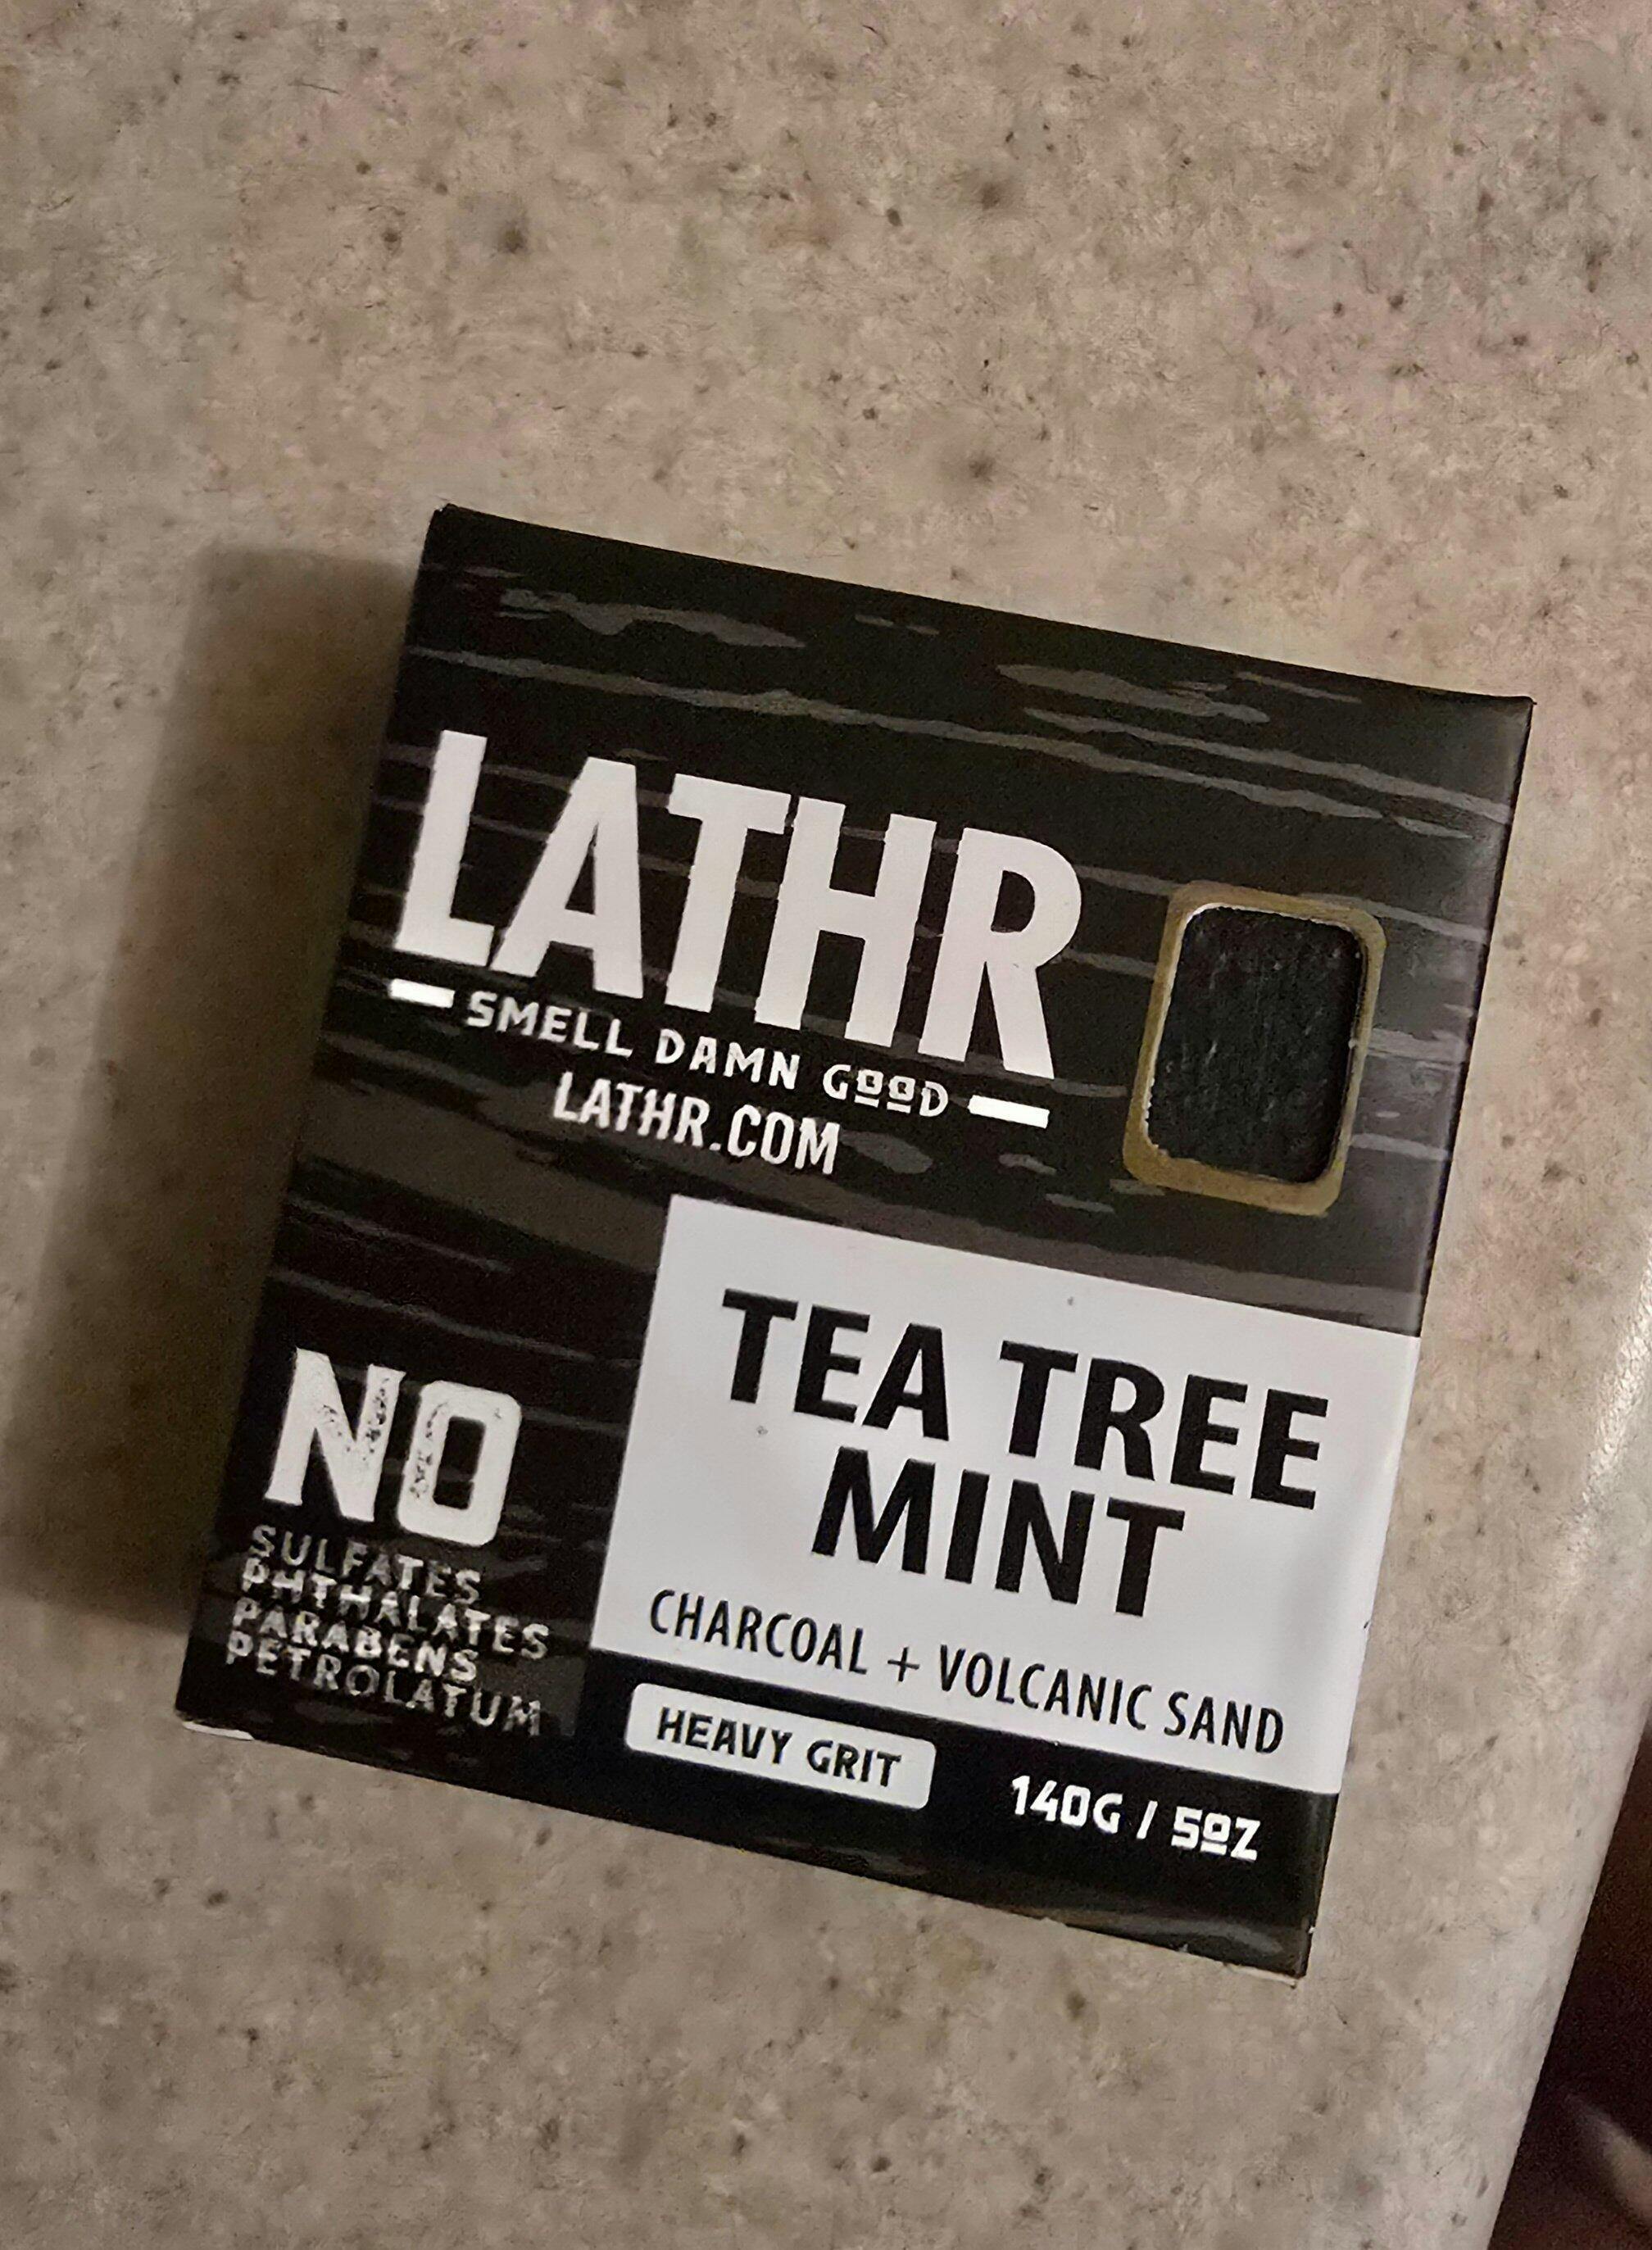 LATHR
SMELL DAMN GOOD
LATHR.COM
TEA TREE
MINT
CHARCOAL + VOLCANIC SAND
NO
SULFATES
PHTHALATES
PARABENS
PETROLATUM
HEAVY GRIT
140G / 5OZ